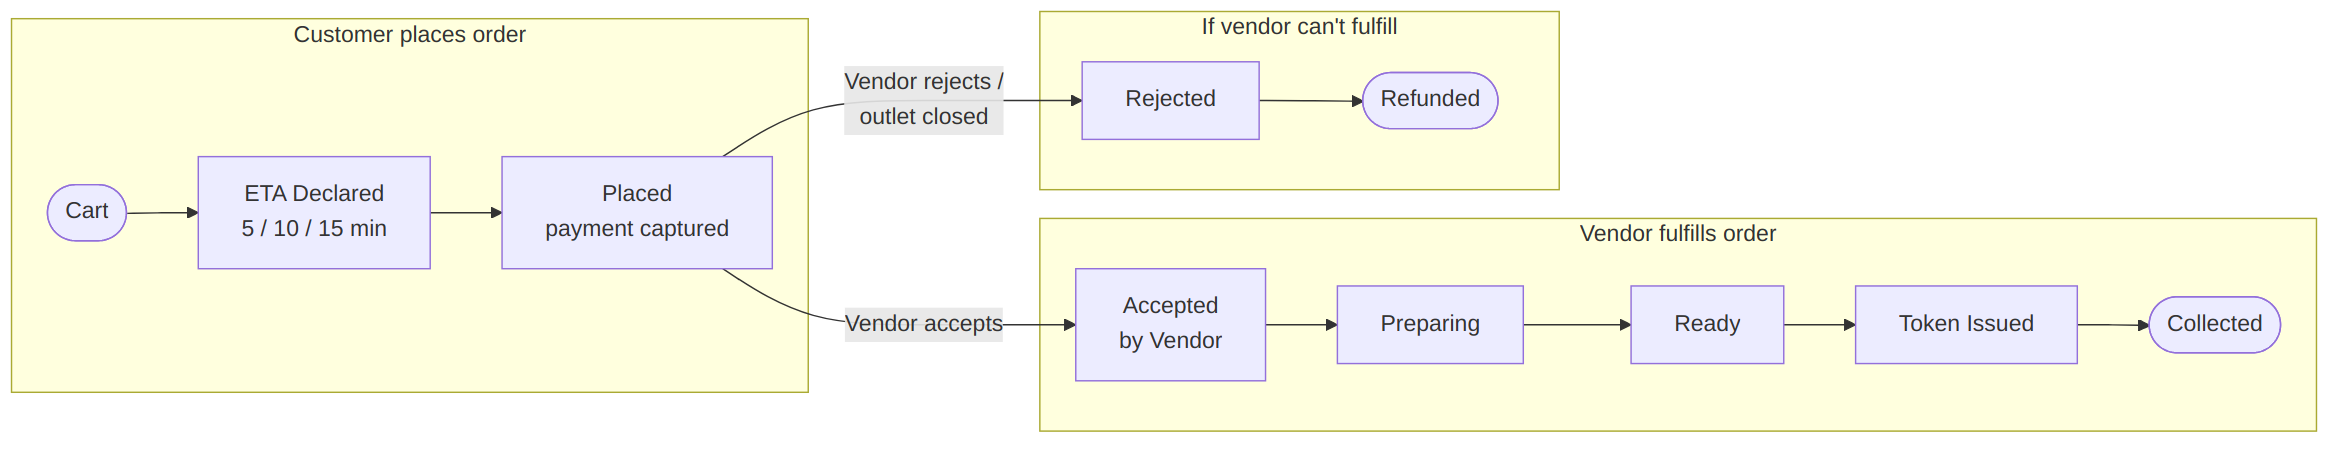 Customer places order
Cart
ETA Declared
5 / 10 / 15 min
Placed
payment captured
Vendor rejects /
outlet closed
Vendor accepts
If vendor can't fulfill
Rejected
Refunded
Vendor fulfills order
Accepted
by Vendor
Preparing
Ready
Token Issued
Collected